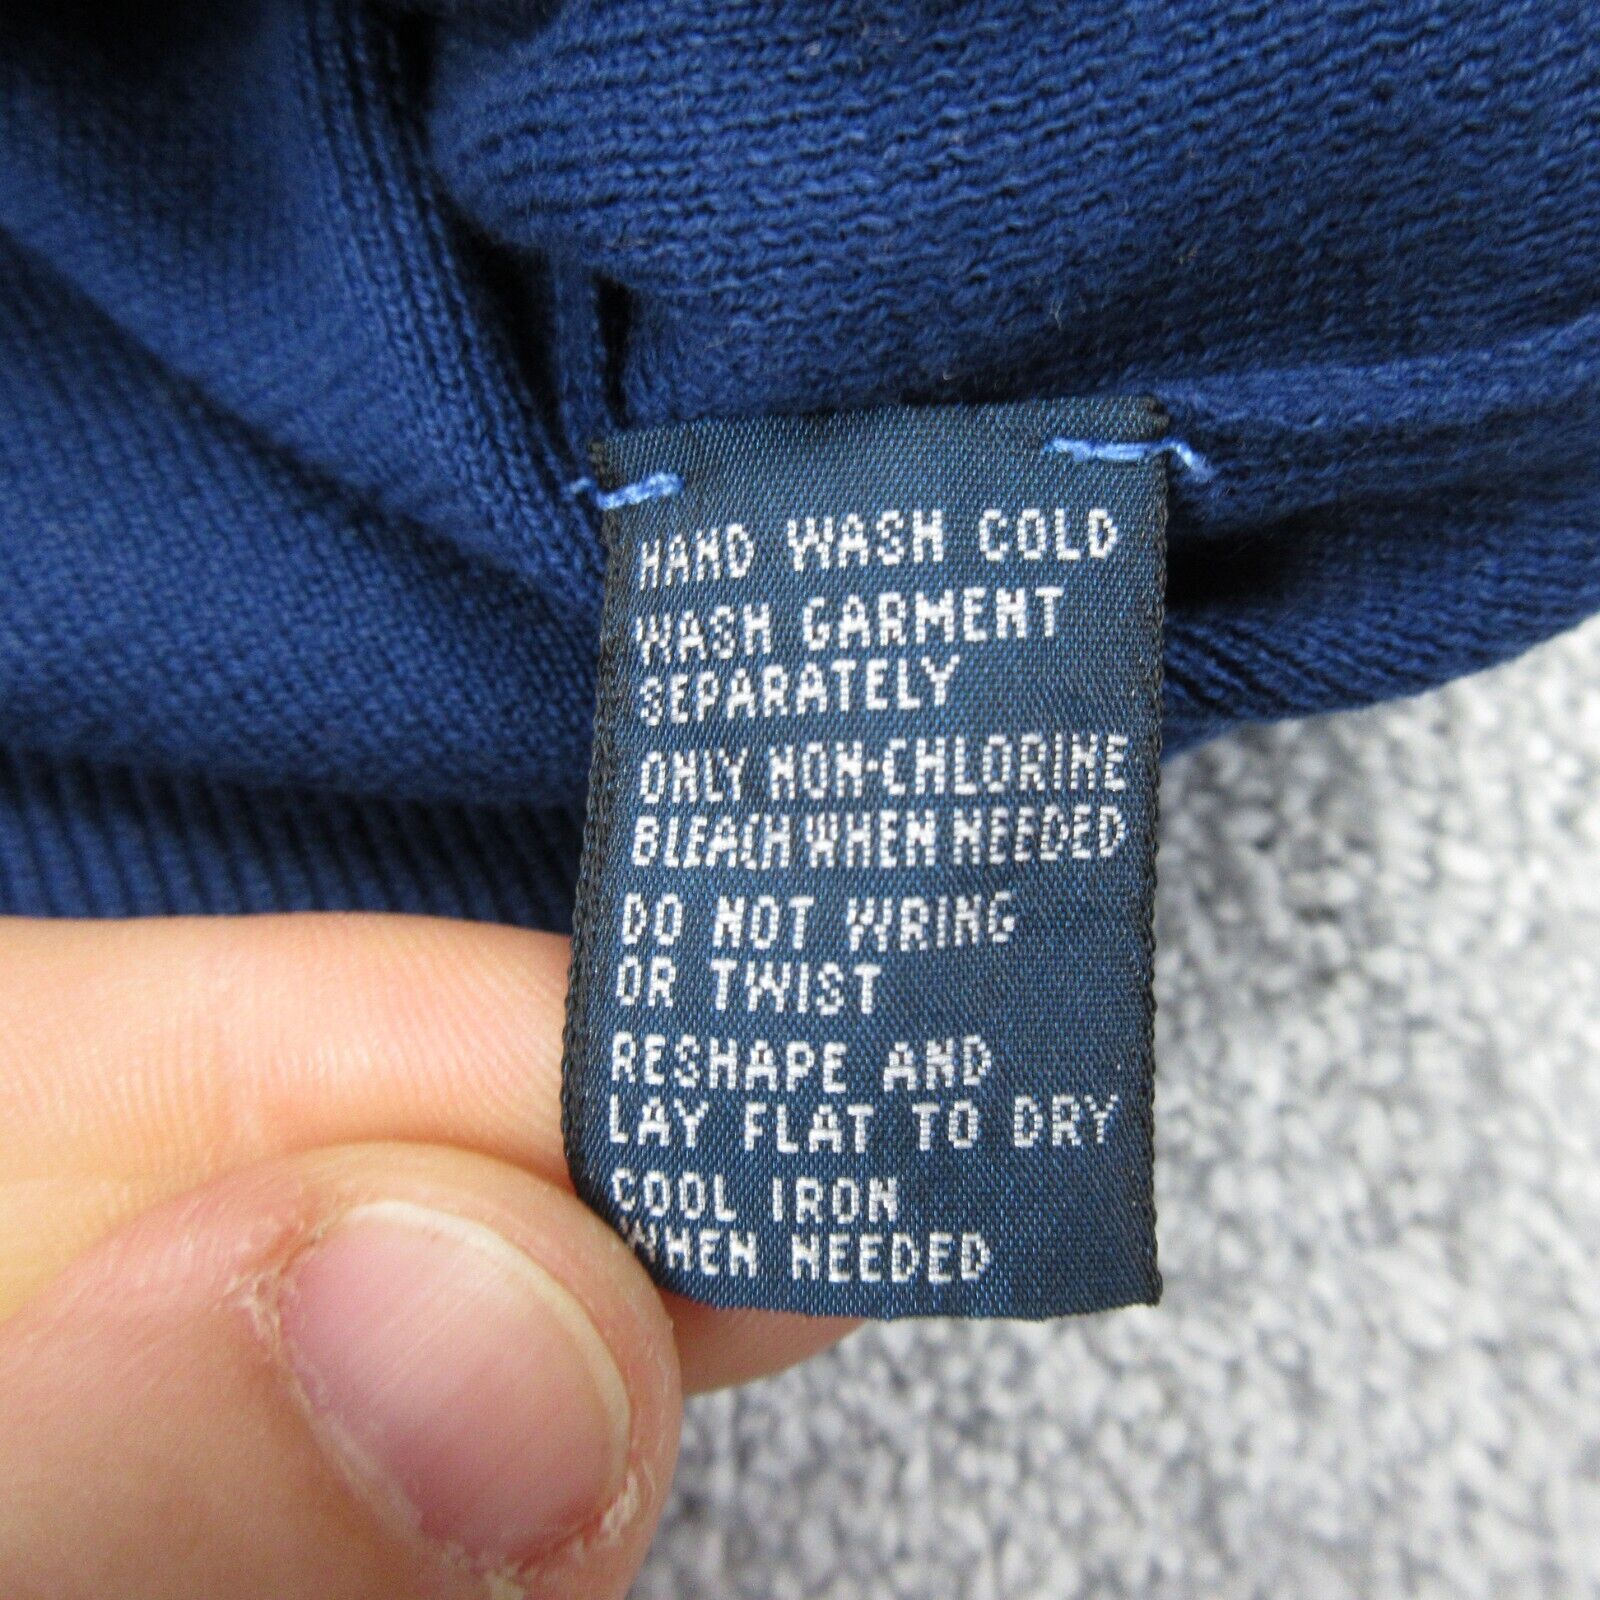 HAND WASH COLD
WASH GARMENT
SEPARATELY
ONLY NON-CHLORINE
BLEACH WHEN NEEDED
DO NOT WRING
OR TWIST
RESHAPE AND
LAY FLAT TO DRY
COOL IRON
WHEN NEEDED